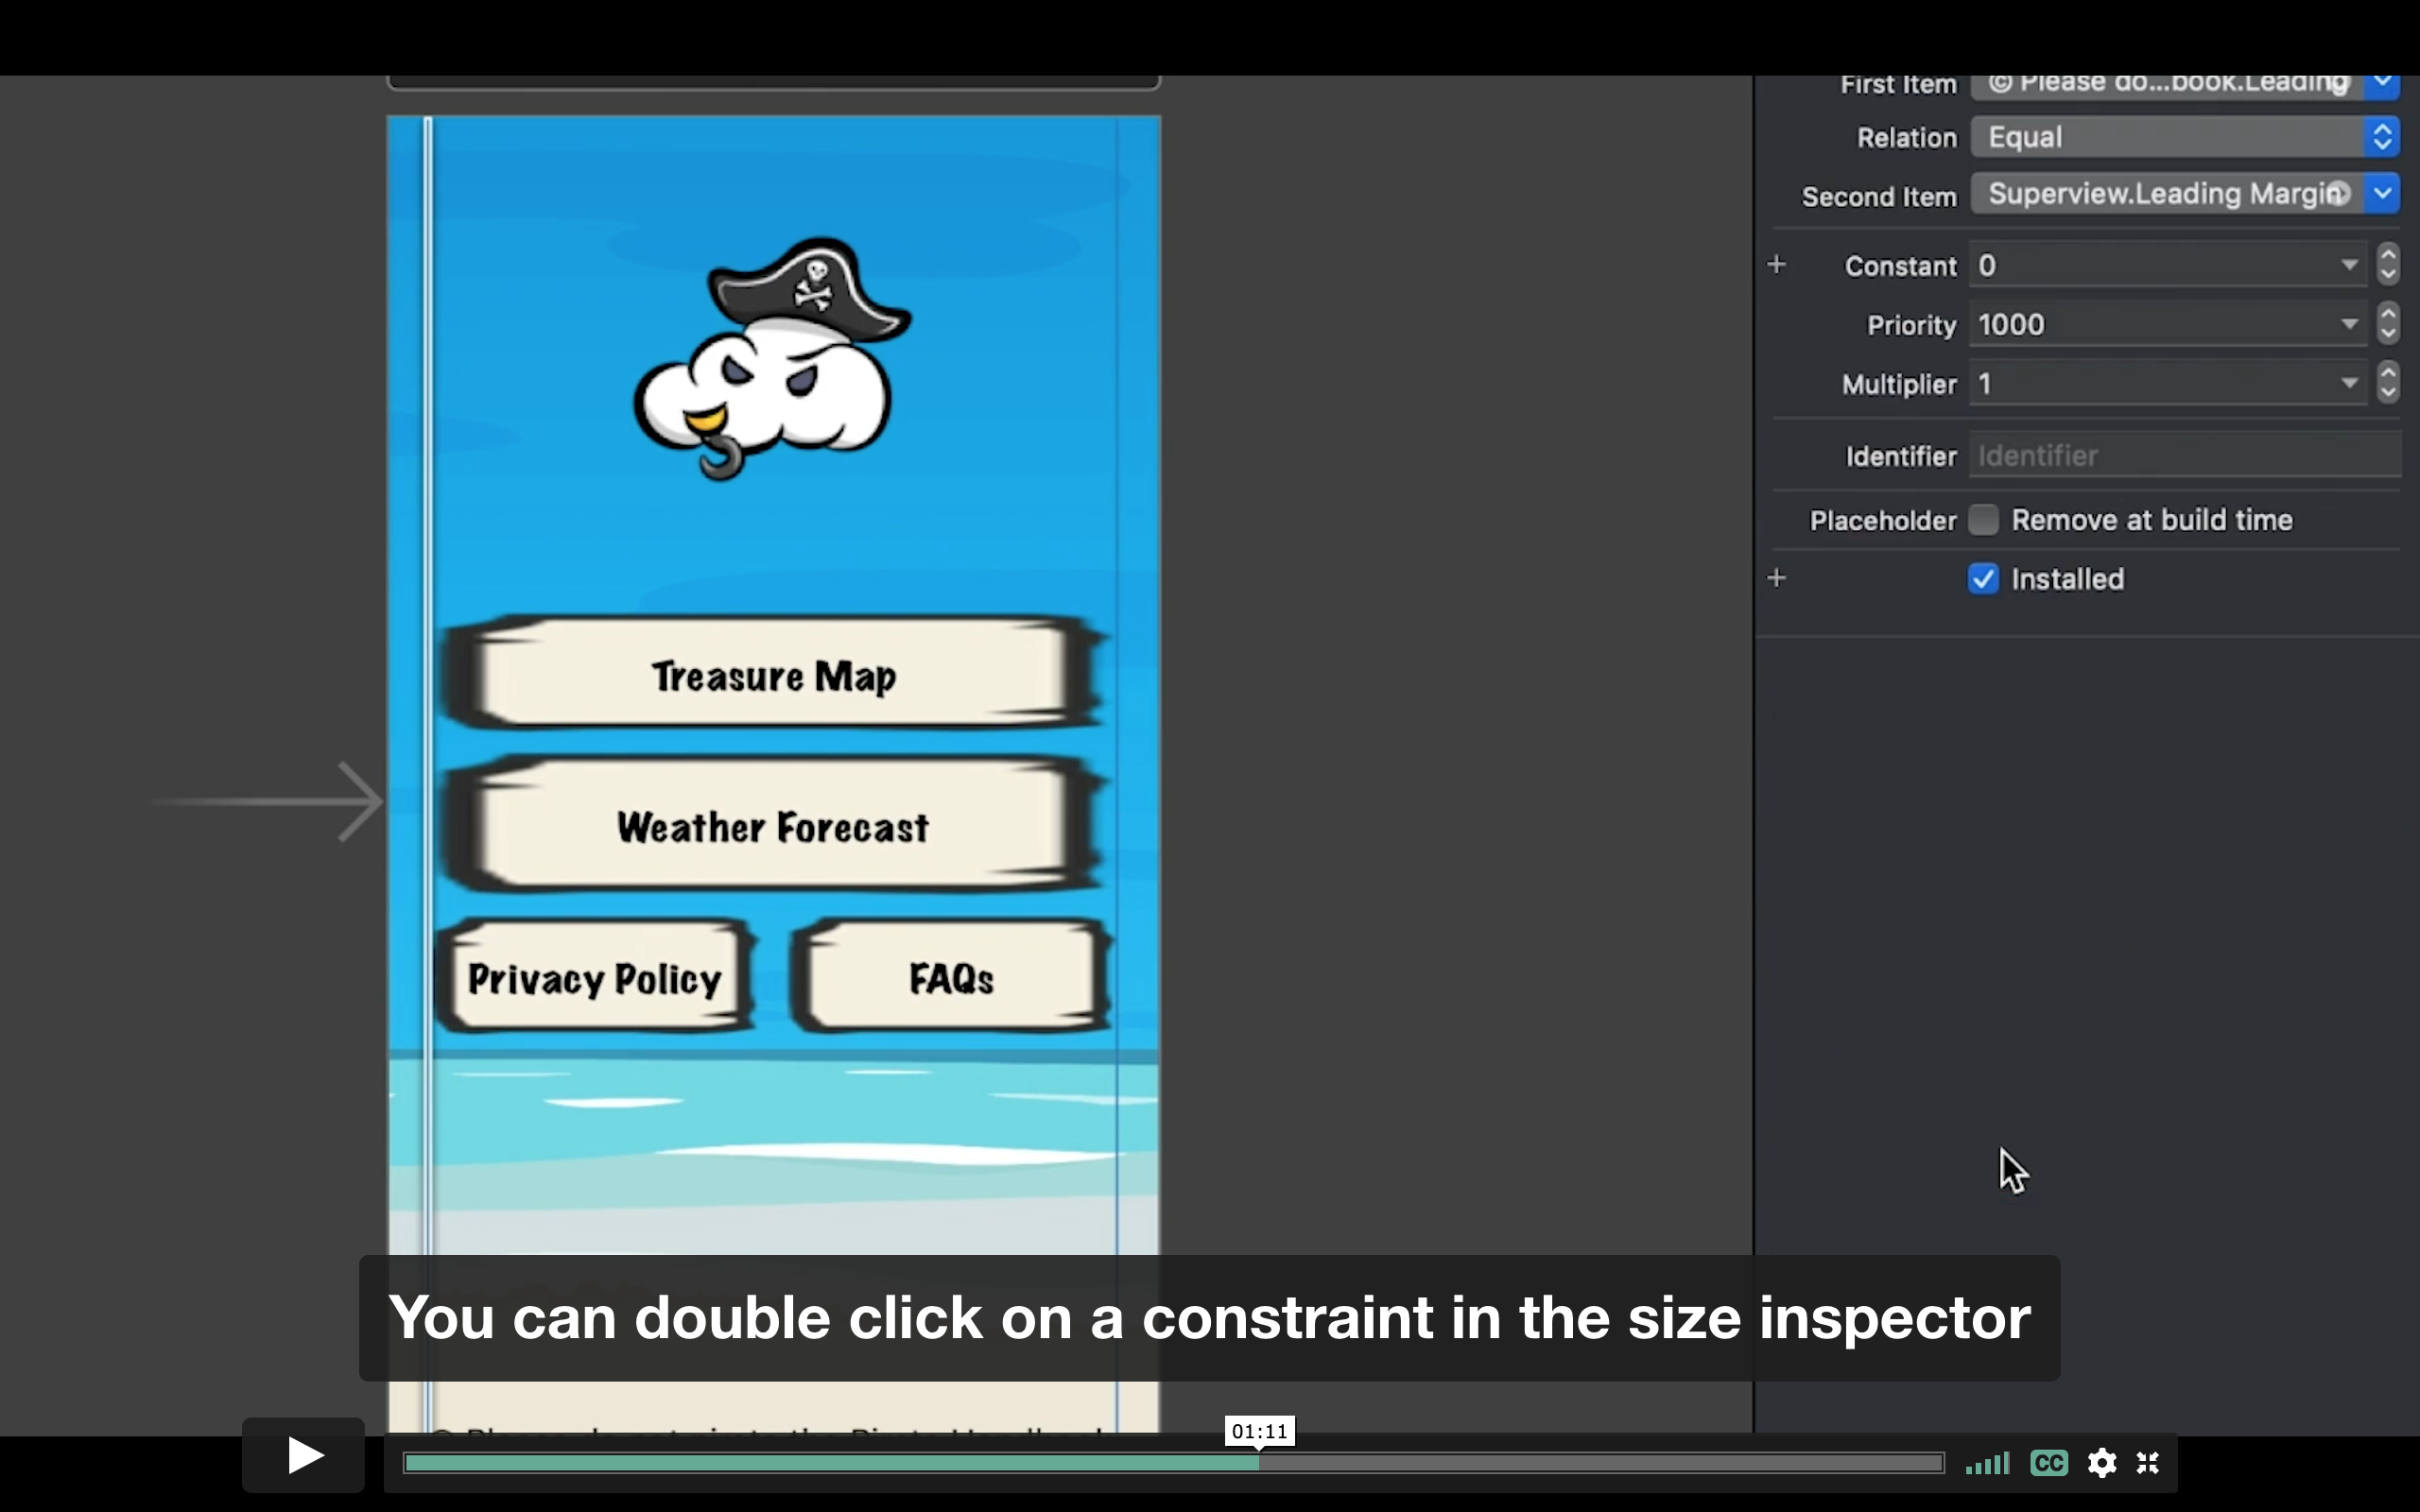 First Item © Please do...book.Leading
Relation Equal
Second Item Superview.Leading Margin
+ Constant 0
Priority 1000
Multiplier 1
Identifier Identifier
Placeholder Remove at build time
+ Installed
Treasure Map
Weather Forecast
Privacy Policy FAQs
You can double click on a constraint in the size inspector
01:11
CC